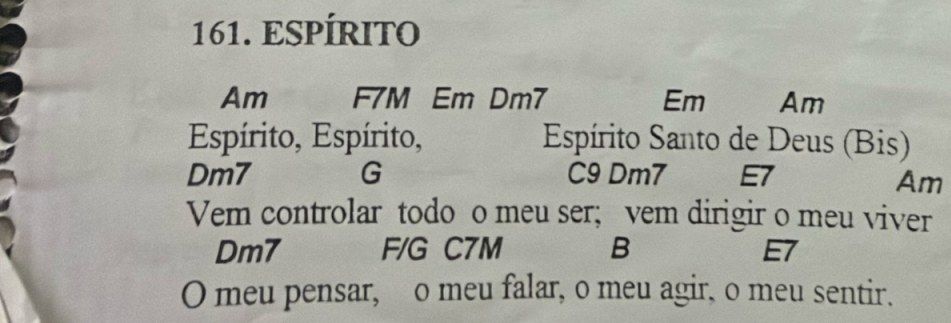 161. ESPÍRITO
Am F7M Em Dm7 Em Am
Espírito, Espírito, Espírito Santo de Deus (Bis)
Dm7 G C9 Dm7 E7 Am
Vem controlar todo o meu ser; vem dirigir o meu viver
Dm7 F/G C7M B E7
O meu pensar, o meu falar, o meu agir, o meu sentir.